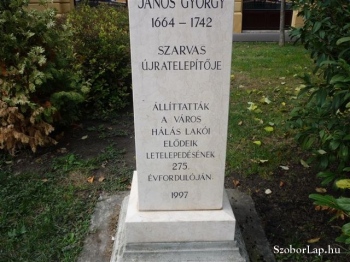 JÁNOS GYÖRGY
1664 - 1742
SZARVAS
ÚJRATELEPÍTŐJE
ÁLLÍTTATTÁK
A VÁROS
HÁLÁS LAKÓI
ELŐDEIK
LETELEPEDÉSÉNEK
275.
ÉVFORDULÓJÁN.
1997
SzoborLap.hu